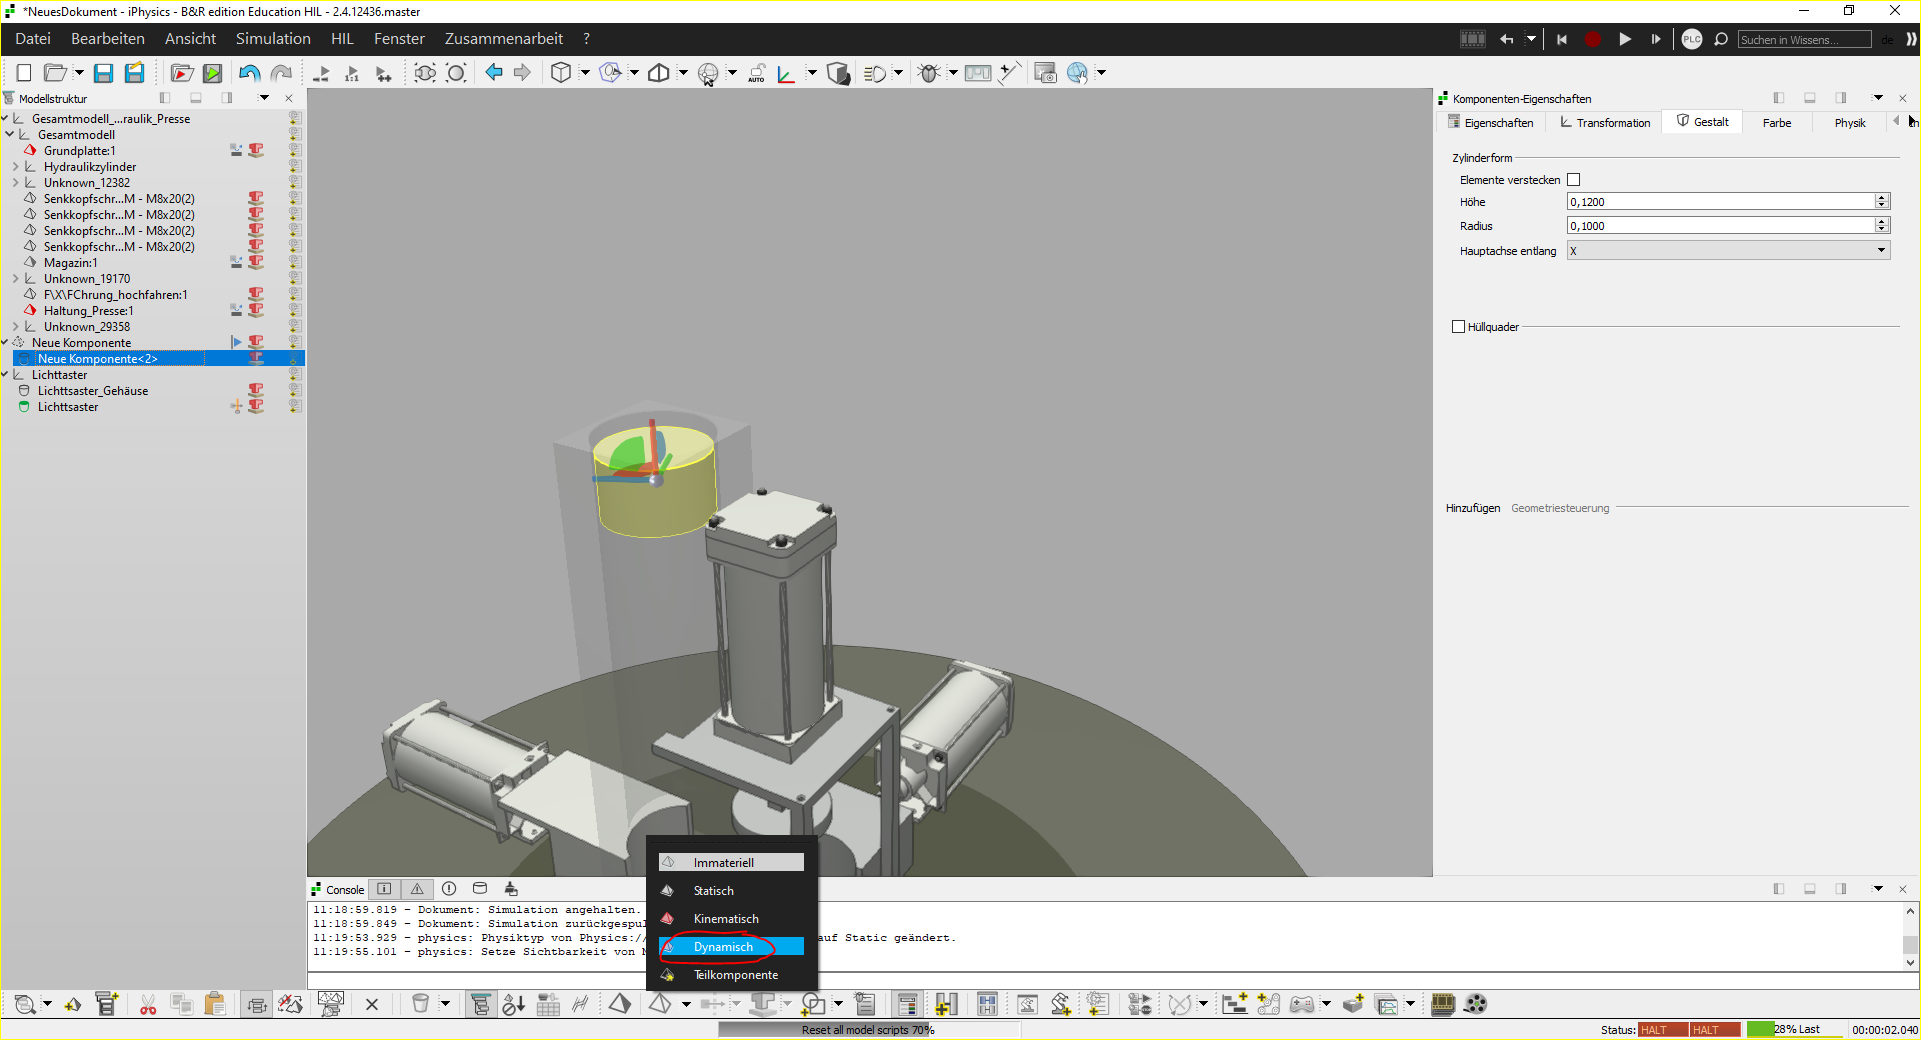 *NeuesDokument - iPhysics - B&R edition Education HIL - 2.4.12436.master
Datei Bearbeiten Ansicht Simulation HIL Fenster Zusammenarbeit ?
PLC Suchen in Wissens... de
1:1 AUTO
Modellstruktur
Gesamtmodell_...raulik_Presse
Gesamtmodell
Grundplatte:1
Hydraulikzylinder
Unknown_12382
Senkkopfschr...M - M8x20(2)
Senkkopfschr...M - M8x20(2)
Senkkopfschr...M - M8x20(2)
Senkkopfschr...M - M8x20(2)
Magazin:1
Unknown_19170
F\X\FChrung_hochfahren:1
Haltung_Presse:1
Unknown_29358
Neue Komponente
Neue Komponente<2>
Lichttaster
Lichttsaster_Gehäuse
Lichttsaster
Komponenten-Eigenschaften
Eigenschaften Transformation Gestalt Farbe Physik
Zylinderform
Elemente verstecken
Höhe 0,1200
Radius 0,1000
Hauptachse entlang X
Hüllquader
Hinzufügen Geometriesteuerung
Immateriell
Statisch
Kinematisch
Dynamisch
Teilkomponente
Console
11:18:59.819 - Dokument: Simulation angehalten.
11:18:59.849 - Dokument: Simulation zurückgespu
11:19:53.929 - physics: Physiktyp von Physics:/ auf Static geändert.
11:19:55.101 - physics: Setze Sichtbarkeit von
Reset all model scripts 70%
Status: HALT HALT 28% Last 00:00:02.040